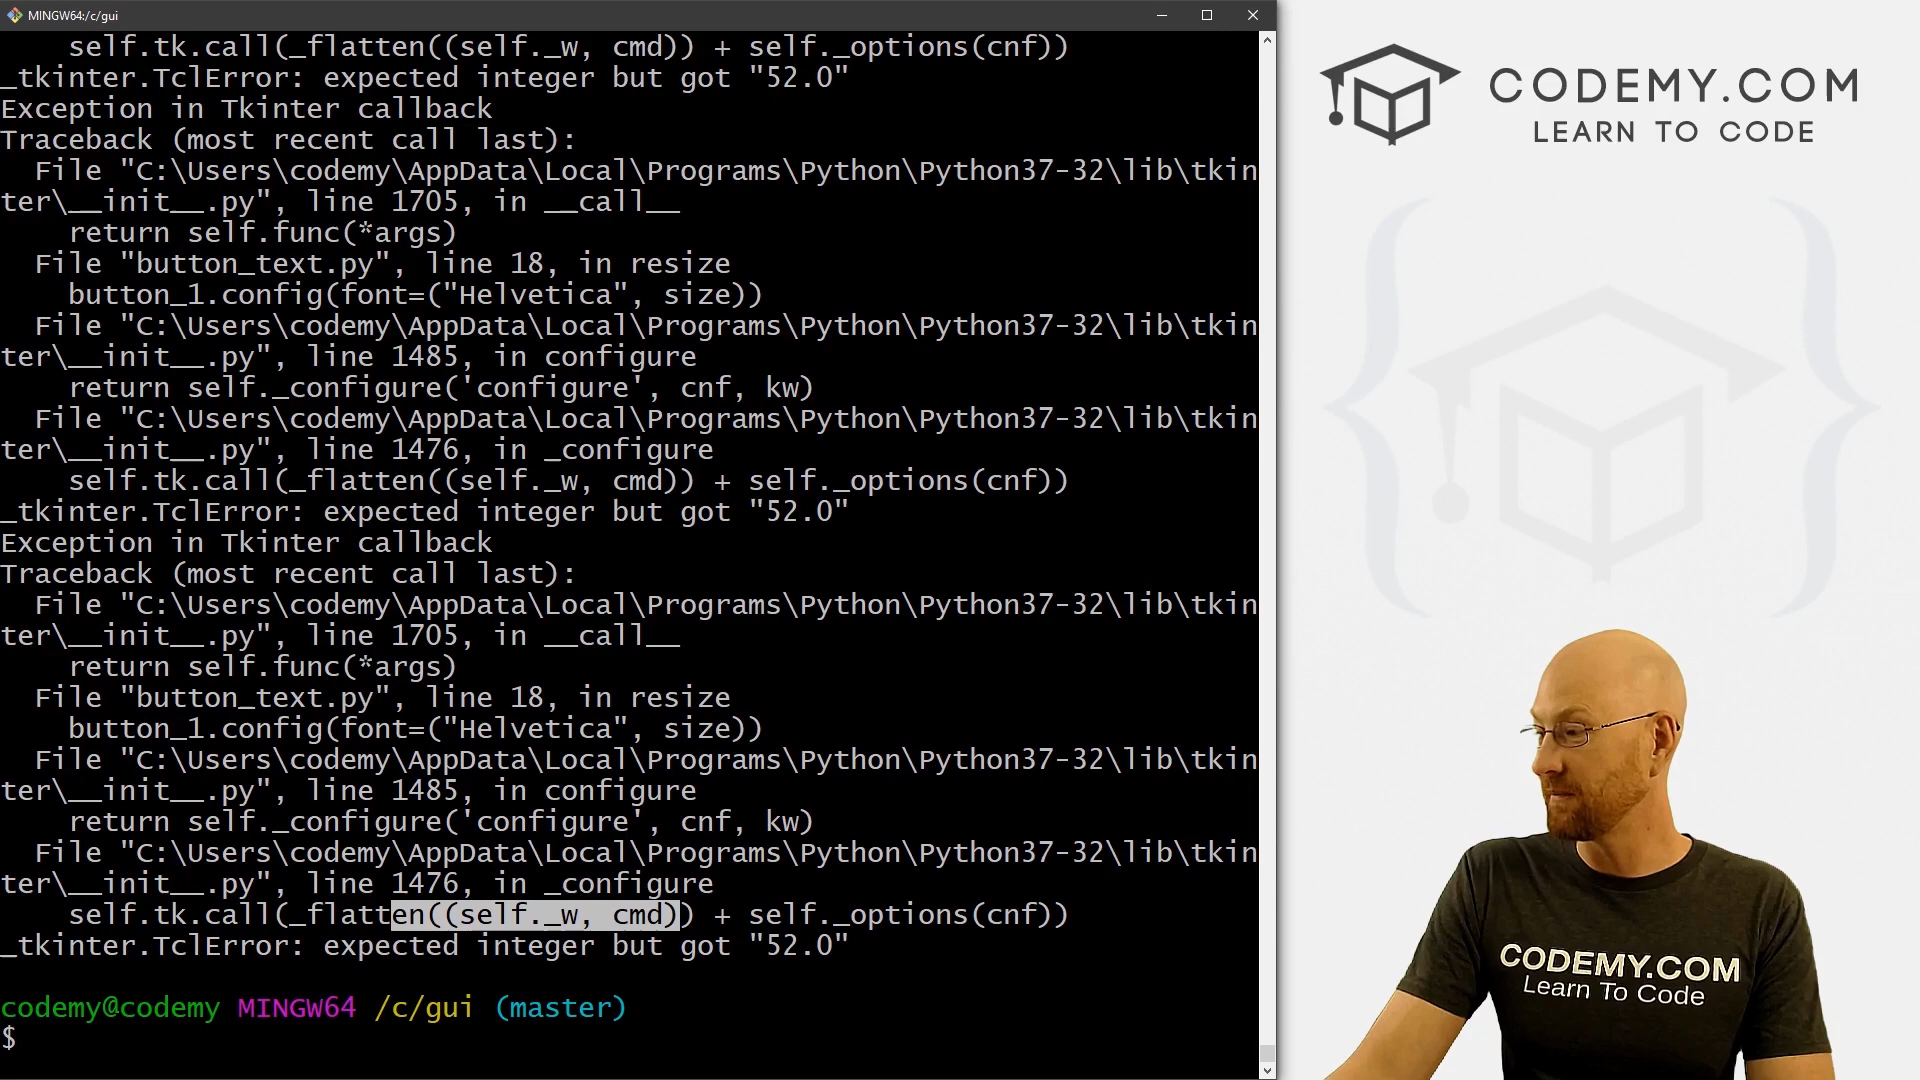 MINGW64:/c/gui
self.tk.call(_flatten((self._w, cmd)) + self._options(cnf))
_tkinter.TclError: expected integer but got "52.0"
Exception in Tkinter callback
Traceback (most recent call last):
File "C:\Users\codemy\AppData\Local\Programs\Python\Python37-32\lib\tkin
ter\__init__.py", line 1705, in __call__
return self.func(*args)
File "button_text.py", line 18, in resize
button_1.config(font=("Helvetica", size))
File "C:\Users\codemy\AppData\Local\Programs\Python\Python37-32\lib\tkin
ter\__init__.py", line 1485, in configure
return self._configure('configure', cnf, kw)
File "C:\Users\codemy\AppData\Local\Programs\Python\Python37-32\lib\tkin
ter\__init__.py", line 1476, in _configure
self.tk.call(_flatten((self._w, cmd)) + self._options(cnf))
_tkinter.TclError: expected integer but got "52.0"
Exception in Tkinter callback
Traceback (most recent call last):
File "C:\Users\codemy\AppData\Local\Programs\Python\Python37-32\lib\tkin
ter\__init__.py", line 1705, in __call__
return self.func(*args)
File "button_text.py", line 18, in resize
button_1.config(font=("Helvetica", size))
File "C:\Users\codemy\AppData\Local\Programs\Python\Python37-32\lib\tkin
ter\__init__.py", line 1485, in configure
return self._configure('configure', cnf, kw)
File "C:\Users\codemy\AppData\Local\Programs\Python\Python37-32\lib\tkin
ter\__init__.py", line 1476, in _configure
self.tk.call(_flatten((self._w, cmd)) + self._options(cnf))
_tkinter.TclError: expected integer but got "52.0"
codemy@codemy MINGW64 /c/gui (master)
$
CODEMY.COM
LEARN TO CODE
CODEMY.COM
Learn To Code